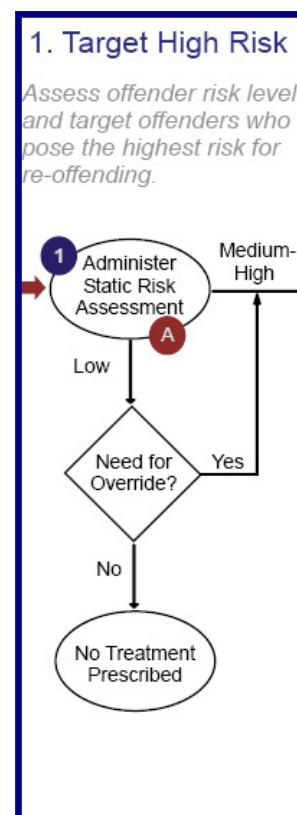 1. Target High Risk
Assess offender risk level
and target offenders who
pose the highest risk for
re-offending.
1
Administer
Static Risk
Assessment
A
Medium-
High
Low
Need for
Override?
Yes
No
No Treatment
Prescribed